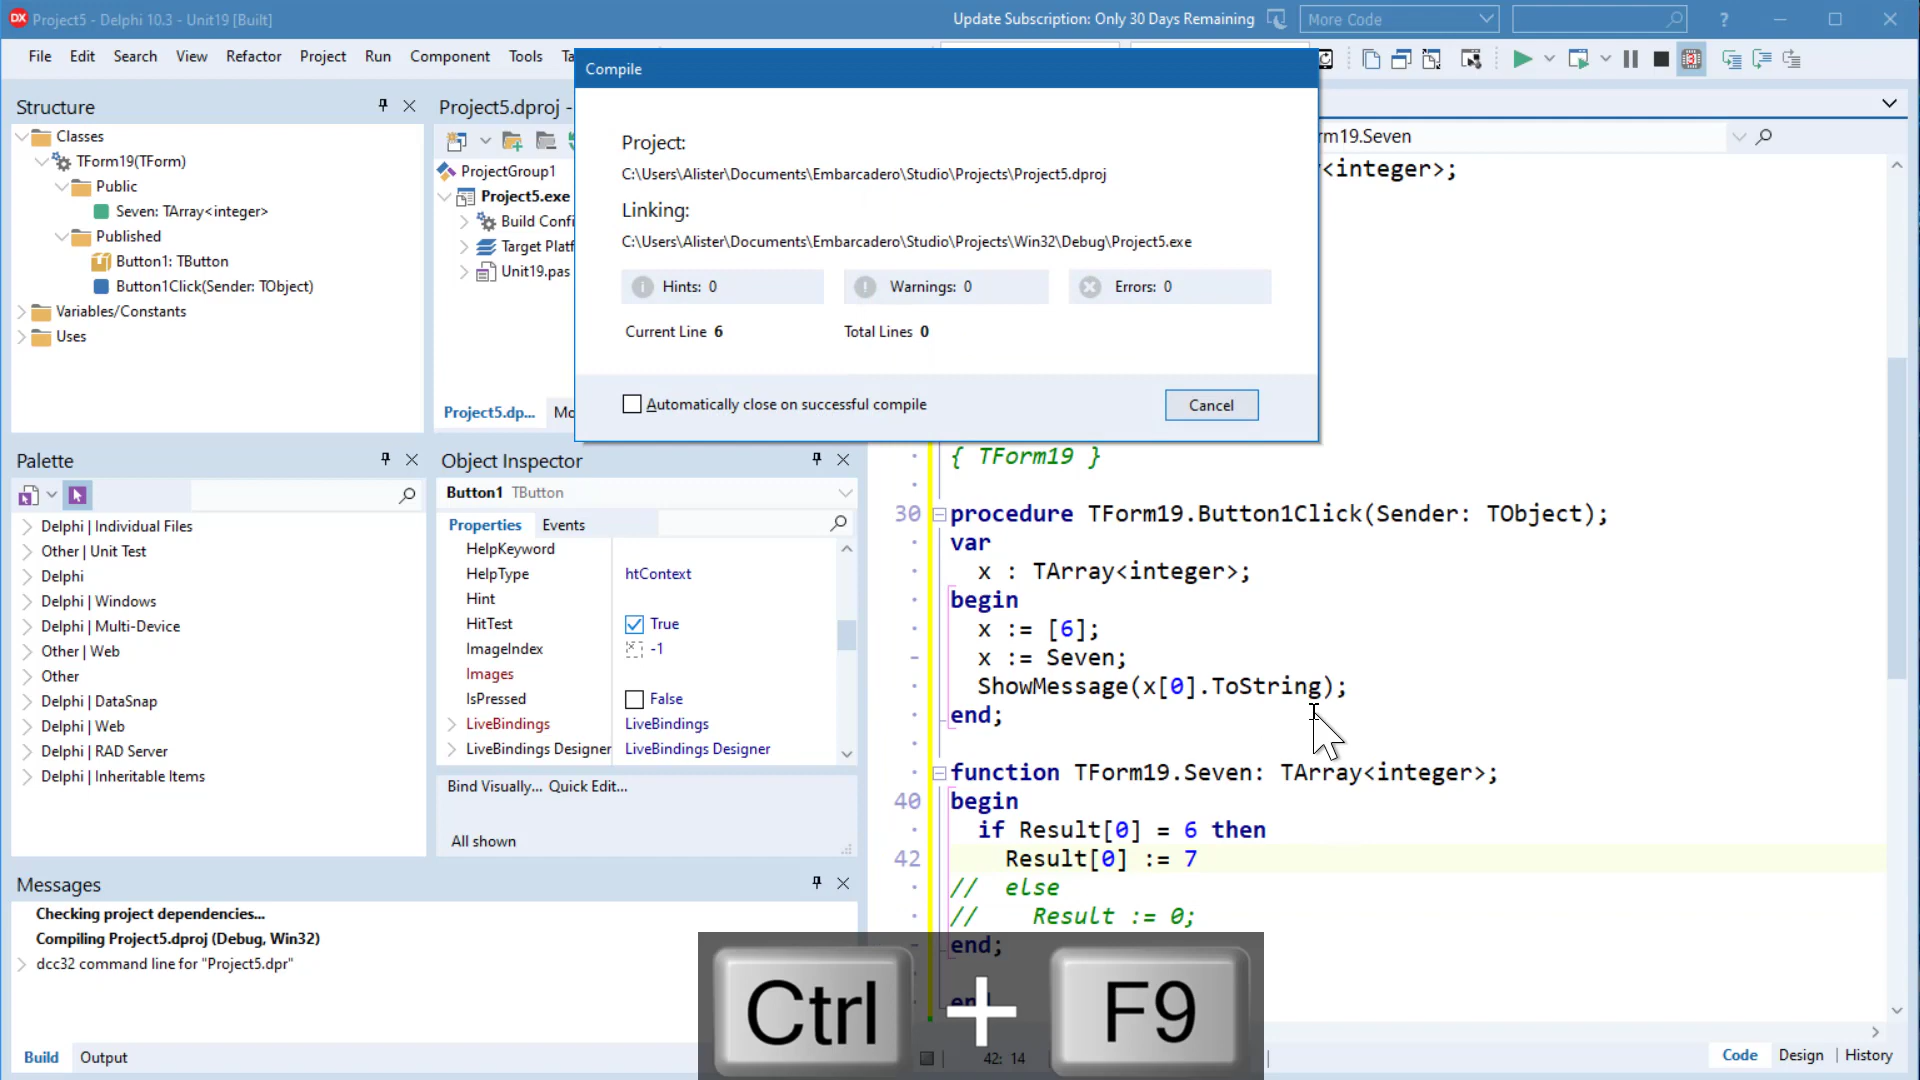 DX Project5 - Delphi 10.3 - Unit19 [Built]
Update Subscription: Only 30 Days Remaining
More Code
?
File Edit Search View Refactor Project Run Component Tools Ta
Compile
Project:
C:\Users\Alister\Documents\Embarcadero\Studio\Projects\Project5.dproj
Linking:
C:\Users\Alister\Documents\Embarcadero\Studio\Projects\Win32\Debug\Project5.exe
Hints: 0
Warnings: 0
Errors: 0
Current Line 6
Total Lines 0
Automatically close on successful compile
Cancel
Structure
Classes
TForm19(TForm)
Public
Seven: TArray<integer>
Published
Button1: TButton
Button1Click(Sender: TObject)
Variables/Constants
Uses
Project5.dproj -
ProjectGroup1
Project5.exe
Build Confi
Target Platf
Unit19.pas
Project5.dp...
Mo
rm19.Seven
<integer>;
Palette
Delphi | Individual Files
Other | Unit Test
Delphi
Delphi | Windows
Delphi | Multi-Device
Other | Web
Other
Delphi | DataSnap
Delphi | Web
Delphi | RAD Server
Delphi | Inheritable Items
Object Inspector
Button1 TButton
Properties
Events
HelpKeyword
HelpType htContext
Hint
HitTest True
ImageIndex -1
Images
IsPressed False
LiveBindings LiveBindings
LiveBindings Designer LiveBindings Designer
Bind Visually... Quick Edit...
All shown
{ TForm19 }
30 procedure TForm19.Button1Click(Sender: TObject);
var
x : TArray<integer>;
begin
x := [6];
x := Seven;
ShowMessage(x[0].ToString);
end;
function TForm19.Seven: TArray<integer>;
40 begin
if Result[0] = 6 then
42 Result[0] := 7
// else
// Result := 0;
end;
end
Messages
Checking project dependencies...
Compiling Project5.dproj (Debug, Win32)
dcc32 command line for "Project5.dpr"
Build
Output
Ctrl + F9
42: 14
Code
Design
History